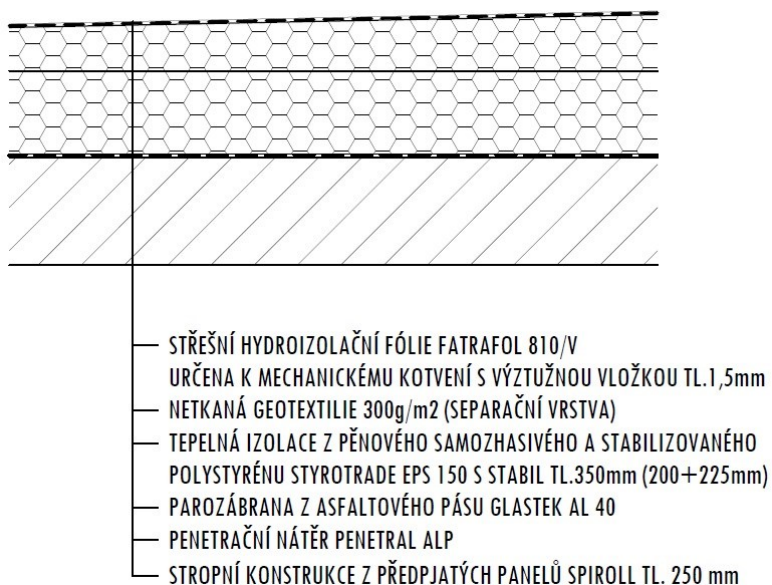 STŘEŠNÍ HYDROIZOLAČNÍ FÓLIE FATRAFOL 810/V
URČENA K MECHANICKÉMU KOTVENÍ S VÝZTUŽNOU VLOŽKOU TL.1,5mm
NETKANÁ GEOTEXTILIE 300g/m2 (SEPARAČNÍ VRSTVA)
TEPELNÁ IZOLACE Z PĚNOVÉHO SAMOZHASIVÉHO A STABILIZOVANÉHO
POLYSTYRÉNU STYROTRADE EPS 150 S STABIL TL.350mm (200+225mm)
PAROZÁBRANA Z ASFALTOVÉHO PÁSU GLASTEK AL 40
PENETRAČNÍ NÁTĚR PENETRAL ALP
STROPNÍ KONSTRUKCE Z PŘEDPJATÝCH PANELŮ SPIROLL TL. 250 mm